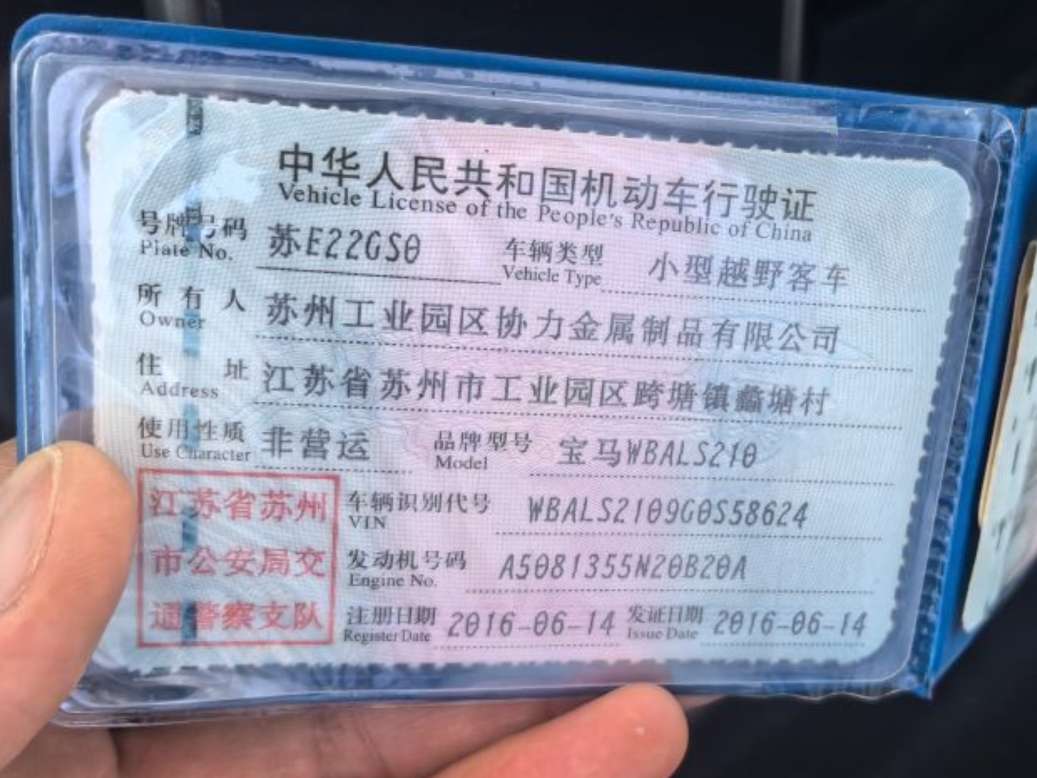 中华人民共和国机动车行驶证
Vehicle License of the People's Republic of China
号牌号码 苏E22GS0 车辆类型 小型越野客车
Plate No. Vehicle Type
所有人 苏州工业园区协力金属制品有限公司
Owner
住址 江苏省苏州市工业园区跨塘镇蠡塘村
Address
使用性质 非营运 品牌型号 宝马WBALS210
Use Character Model
江苏省苏州 车辆识别代号 WBALS2109G0S58624
VIN
市公安局交 发动机号码 A5081355N20B20A
Engine No.
通警察支队 注册日期 2016-06-14 发证日期 2016-06-14
Register Date Issue Date